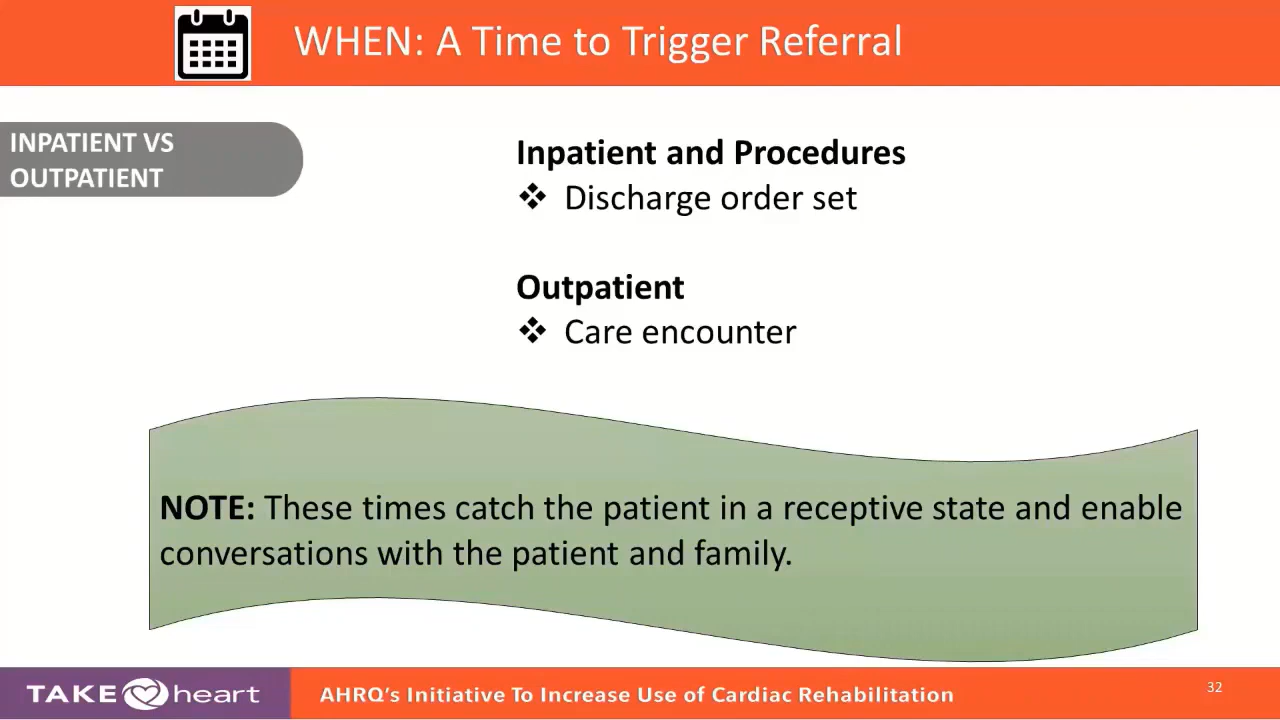 WHEN: A Time to Trigger Referral
INPATIENT VS
OUTPATIENT
Inpatient and Procedures
❖ Discharge order set
Outpatient
❖ Care encounter
NOTE: These times catch the patient in a receptive state and enable
conversations with the patient and family.
TAKE heart
AHRQ's Initiative To Increase Use of Cardiac Rehabilitation
32